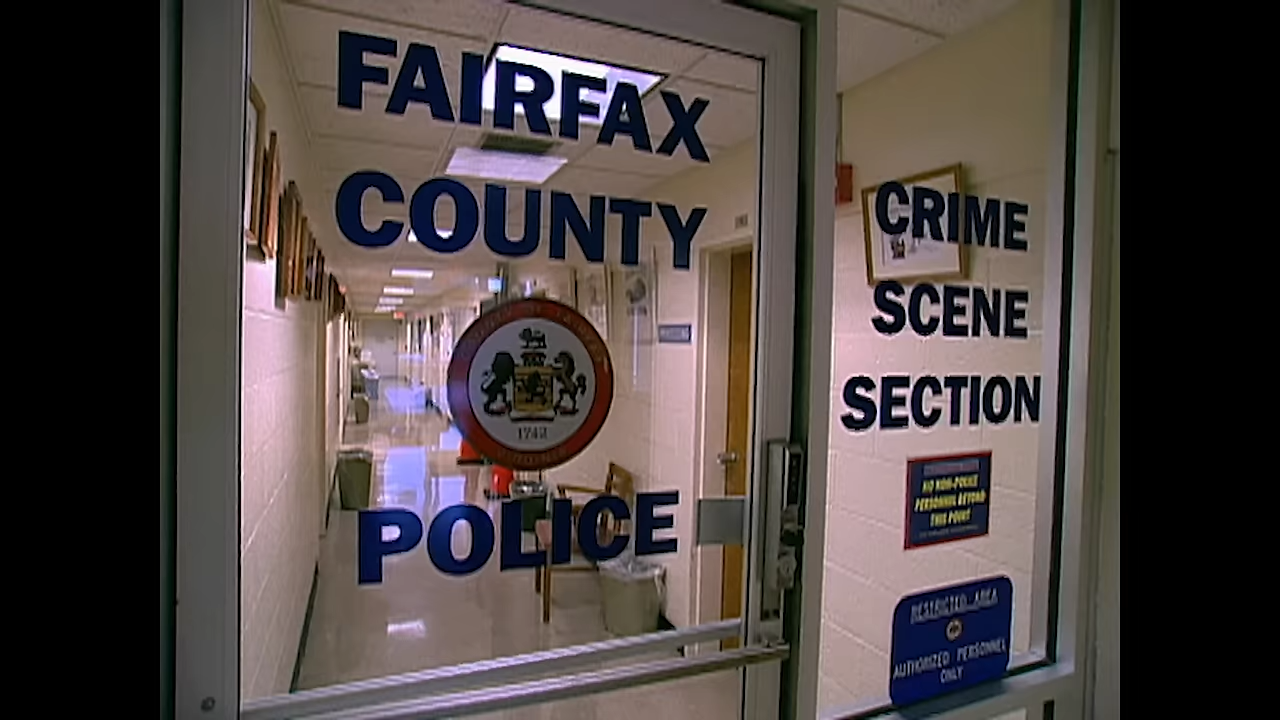 FAIRFAX
COUNTY
1742
POLICE
CRIME
SCENE
SECTION
NO NON-POLICE
PERSONNEL BEYOND
THIS POINT
RESTRICTED AREA
AUTHORIZED PERSONNEL
ONLY